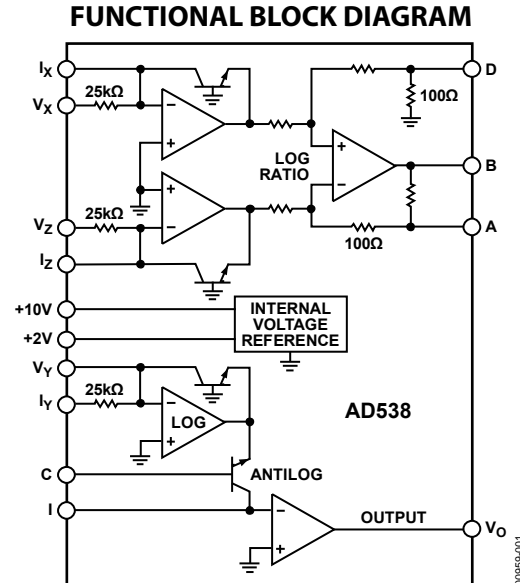 FUNCTIONAL BLOCK DIAGRAM
IX
25kΩ
VX
D
100Ω
LOG
RATIO
B
VZ
25kΩ
A
100Ω
IZ
+10V
INTERNAL
VOLTAGE
REFERENCE
+2V
VY
25kΩ
IY
LOG
AD538
C
ANTILOG
I
OUTPUT
VO